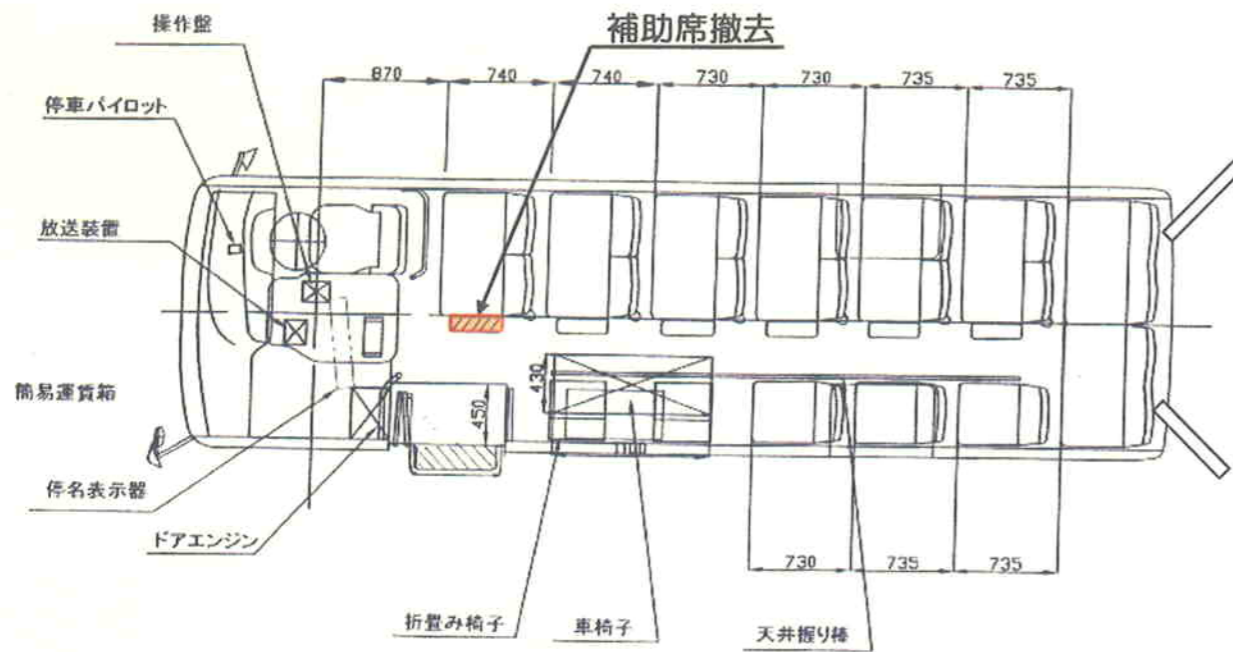 操作盤
補助席撤去
870
740
740
730
730
735
735
停車パイロット
放送装置
簡易運賃箱
430
450
1100
停名表示器
ドアエンジン
730
735
735
折畳み椅子
車椅子
天井握り棒